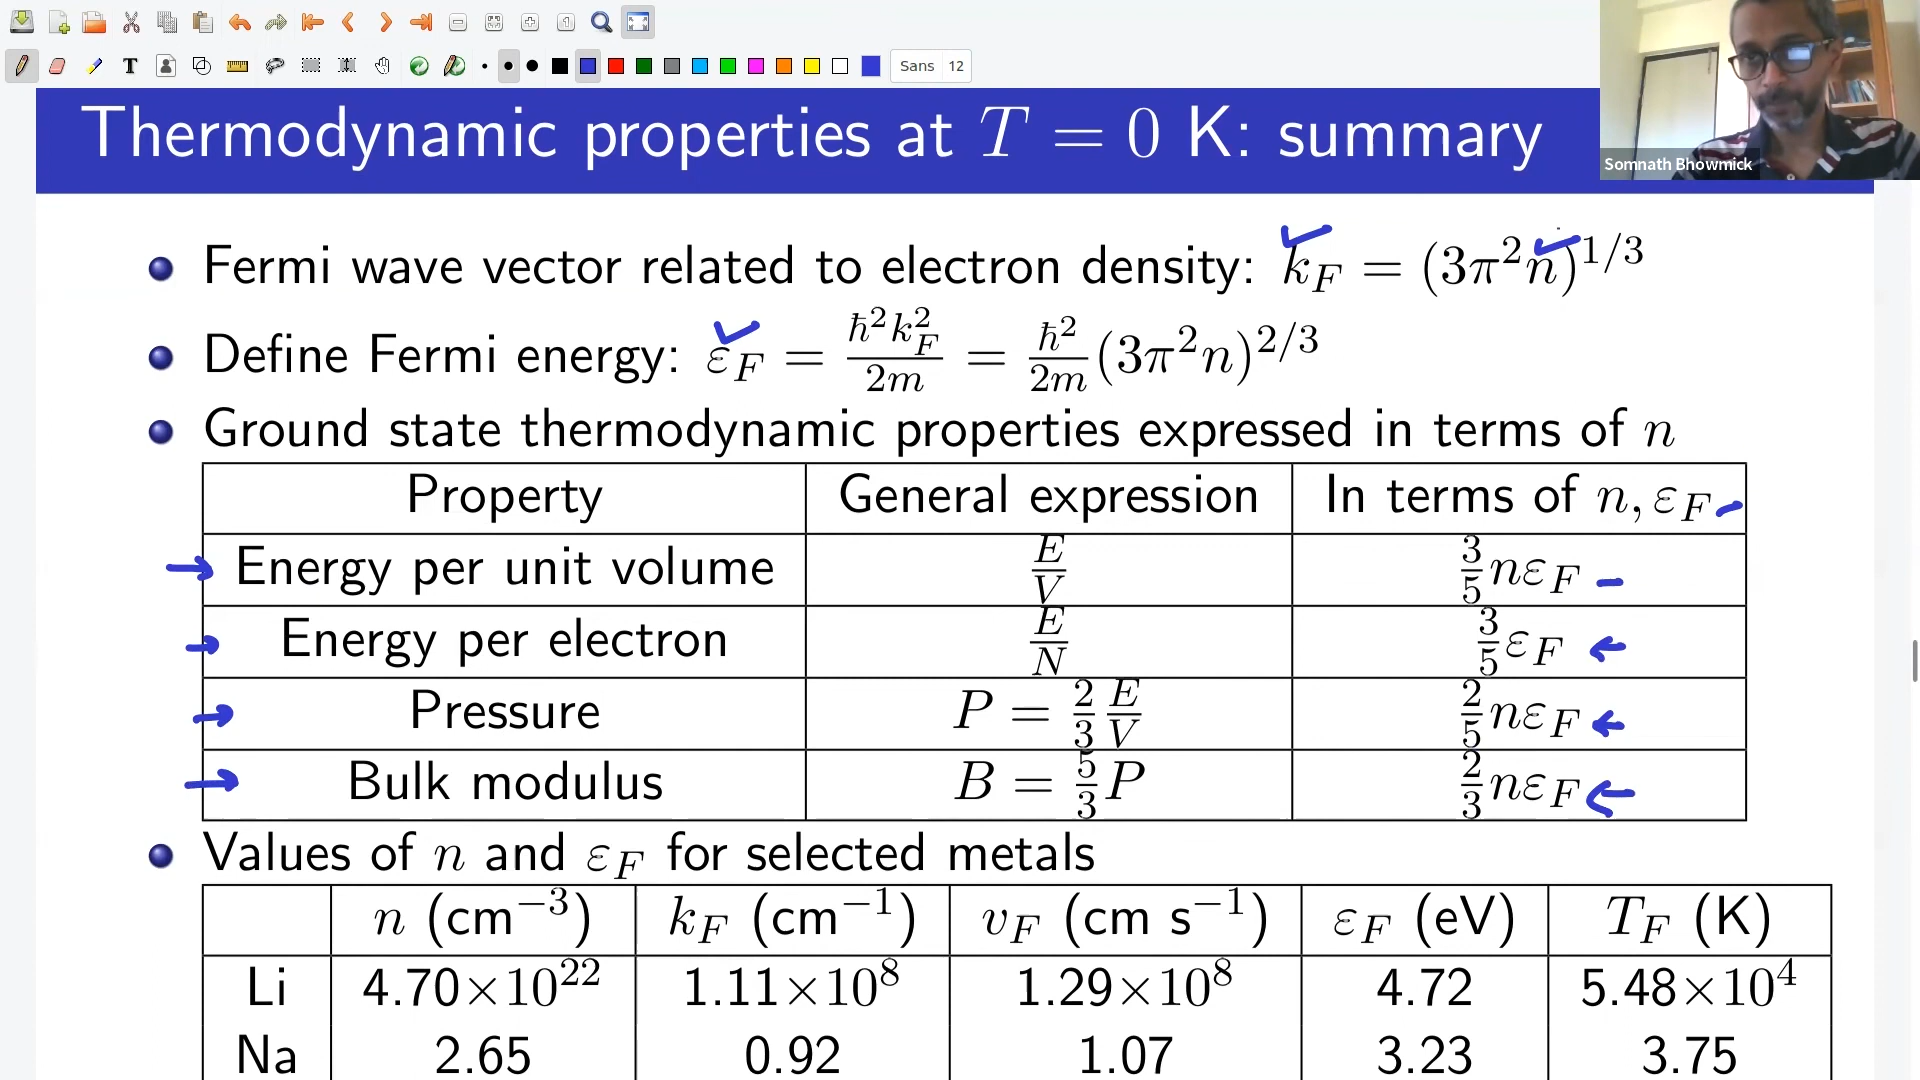 Sans 12
Thermodynamic properties at T = 0 K: summary
Somnath Bhowmick
Fermi wave vector related to electron density: k_F = (3π²n)^{1/3}
Define Fermi energy: ε_F = ℏ²k_F²/2m = ℏ²/2m (3π²n)^{2/3}
Ground state thermodynamic properties expressed in terms of n
Property General expression In terms of n, ε_F
Energy per unit volume E/V 3/5 nε_F
Energy per electron E/N 3/5 ε_F
Pressure P = 2/3 E/V 2/5 nε_F
Bulk modulus B = 5/3 P 2/3 nε_F
Values of n and ε_F for selected metals
n (cm⁻³) k_F (cm⁻¹) v_F (cm s⁻¹) ε_F (eV) T_F (K)
Li 4.70×10²² 1.11×10⁸ 1.29×10⁸ 4.72 5.48×10⁴
Na 2.65 0.92 1.07 3.23 3.75